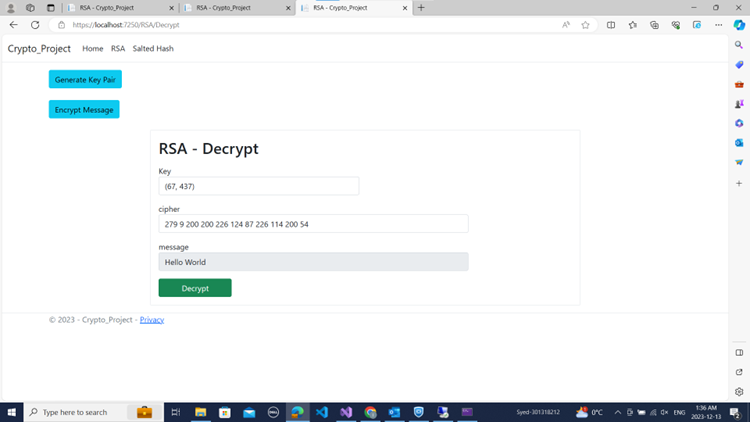 RSA - Crypto_Project
RSA - Crypto_Project
RSA - Crypto_Project
https://localhost:7250/RSA/Decrypt
Crypto_Project Home RSA Salted Hash
Generate Key Pair
Encrypt Message
RSA - Decrypt
Key
(67, 437)
cipher
279 9 200 200 226 124 87 226 114 200 54
message
Hello World
Decrypt
© 2023 - Crypto_Project - Privacy
Type here to search
DELL
Syed-301318212
0°C
ENG
1:36 AM
2023-12-13
2